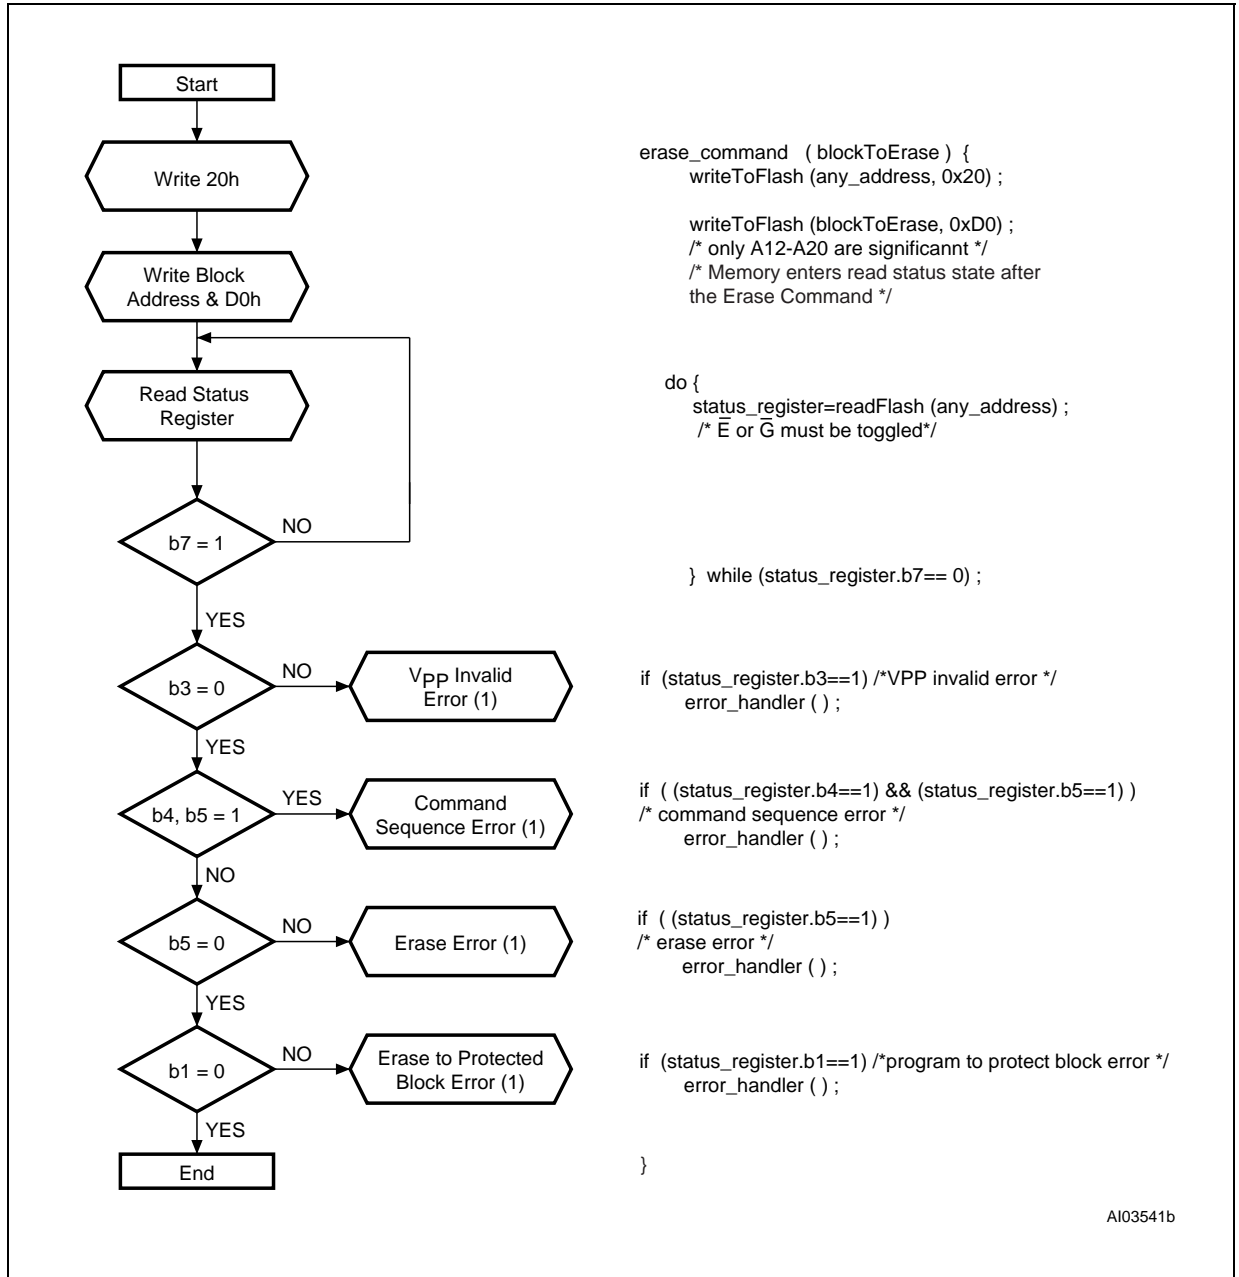 Start
Write 20h
Write Block
Address & D0h
Read Status
Register
b7 = 1
NO
YES
b3 = 0
NO
VPP Invalid
Error (1)
YES
b4, b5 = 1
YES
Command
Sequence Error (1)
NO
b5 = 0
NO
Erase Error (1)
YES
b1 = 0
NO
Erase to Protected
Block Error (1)
YES
End
erase_command ( blockToErase ) {
writeToFlash (any_address, 0x20) ;
writeToFlash (blockToErase, 0xD0) ;
/* only A12-A20 are significannt */
/* Memory enters read status state after
the Erase Command */
do {
status_register=readFlash (any_address) ;
/* E̅ or G̅ must be toggled*/
} while (status_register.b7== 0) ;
if (status_register.b3==1) /*VPP invalid error */
error_handler ( ) ;
if ( (status_register.b4==1) && (status_register.b5==1) )
/* command sequence error */
error_handler ( ) ;
if ( (status_register.b5==1) )
/* erase error */
error_handler ( ) ;
if (status_register.b1==1) /*program to protect block error */
error_handler ( ) ;
}
AI03541b